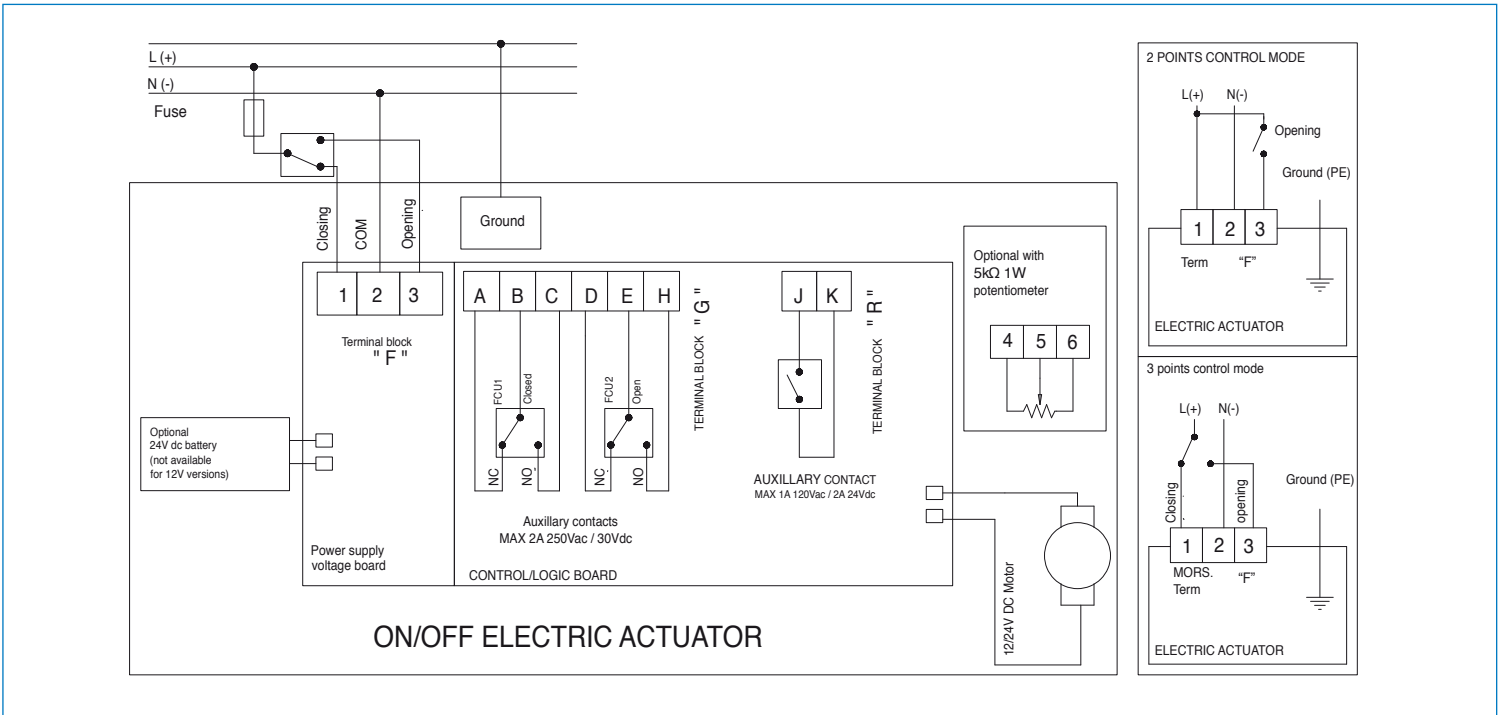 L (+)
N (-)
Fuse
Closing
COM
Opening
Ground
1 2 3
Terminal block
" F "
A B C D E H
TERMINAL BLOCK " G "
FCU1
Closed
NC
NO
FCU2
Open
NC
NO
Auxillary contacts
MAX 2A 250Vac / 30Vdc
J K
TERMINAL BLOCK " R "
AUXILLARY CONTACT
MAX 1A 120Vac / 2A 24Vdc
Optional with
5kΩ 1W
potentiometer
4 5 6
Optional
24V dc battery
(not available
for 12V versions)
Power supply
voltage board
CONTROL/LOGIC BOARD
12/24V DC Motor
ON/OFF ELECTRIC ACTUATOR
2 POINTS CONTROL MODE
L(+) N(-)
Opening
Ground (PE)
1 2 3
Term "F"
ELECTRIC ACTUATOR
3 points control mode
L(+) N(-)
Closing
opening
Ground (PE)
1 2 3
MORS.
Term "F"
ELECTRIC ACTUATOR